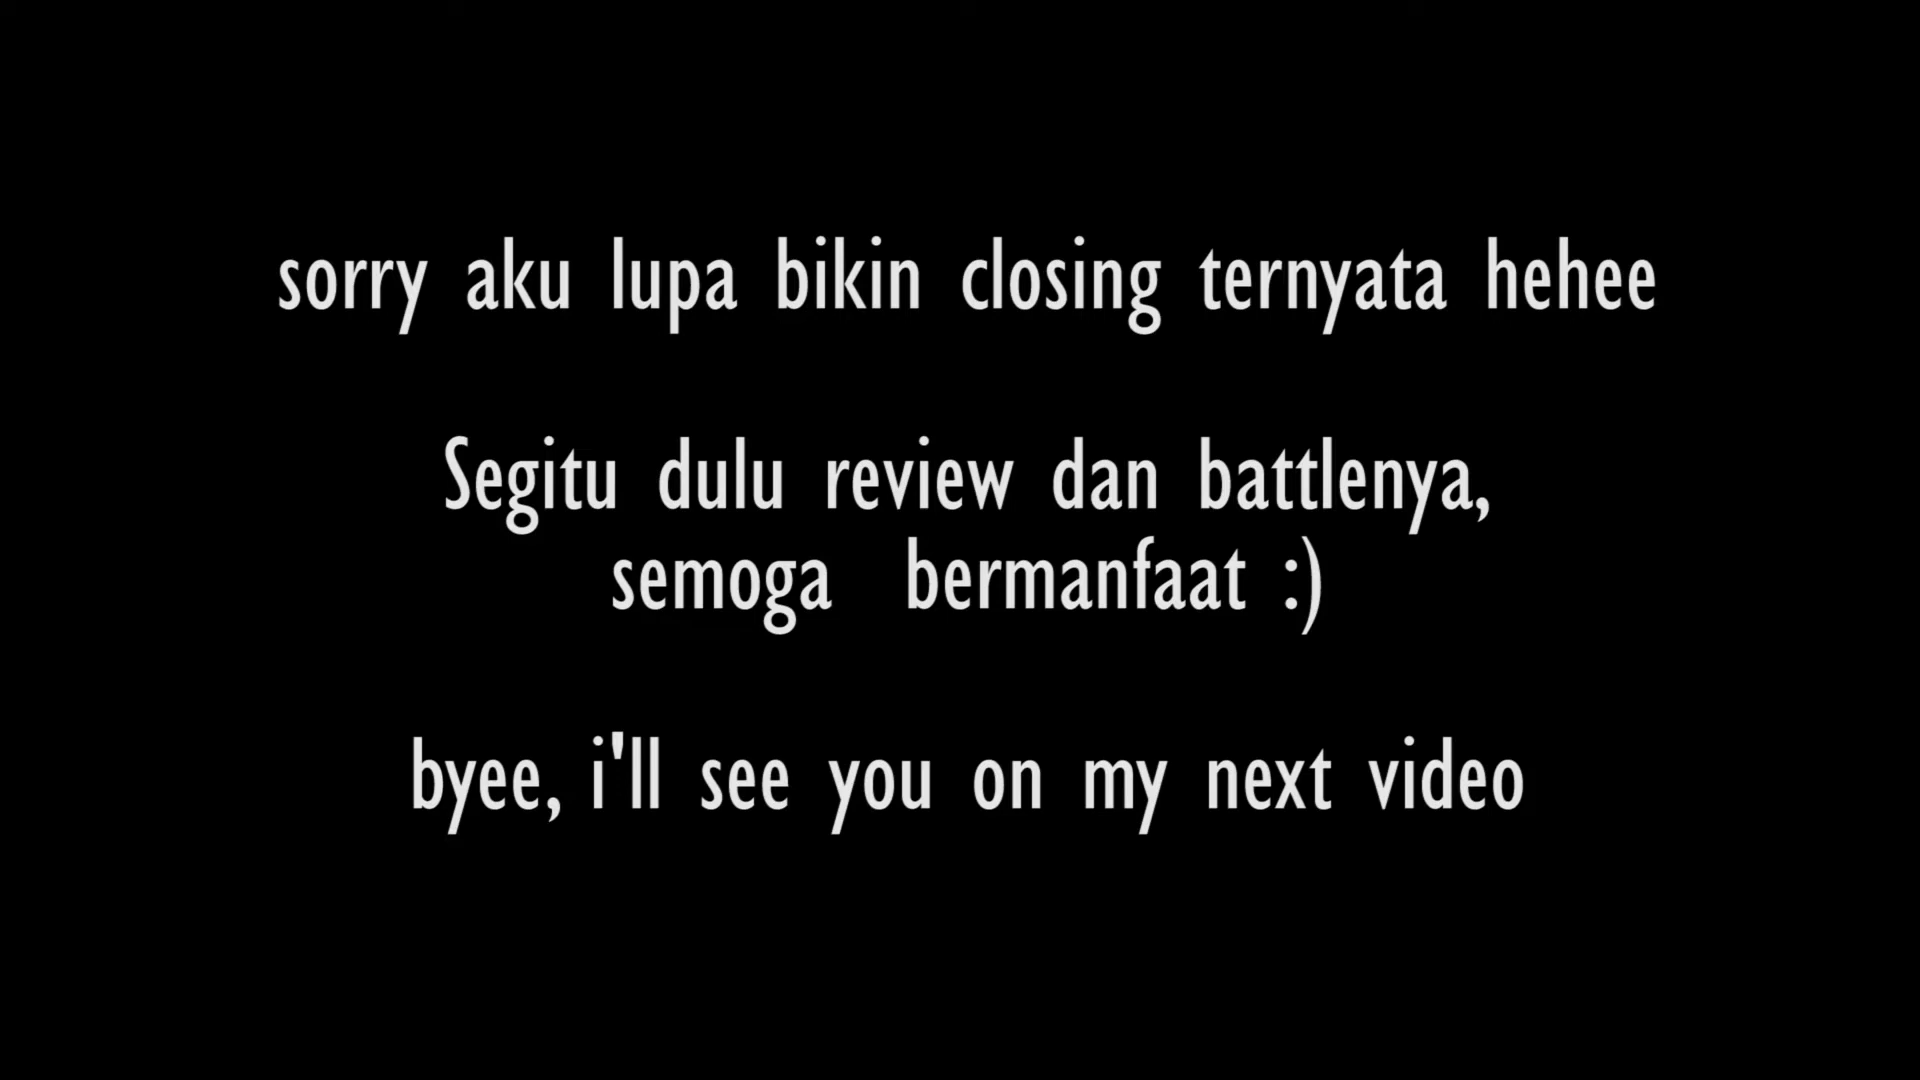 sorry aku lupa bikin closing ternyata hehee
Segitu dulu review dan battlenya,
semoga bermanfaat :)
byee, i'll see you on my next video